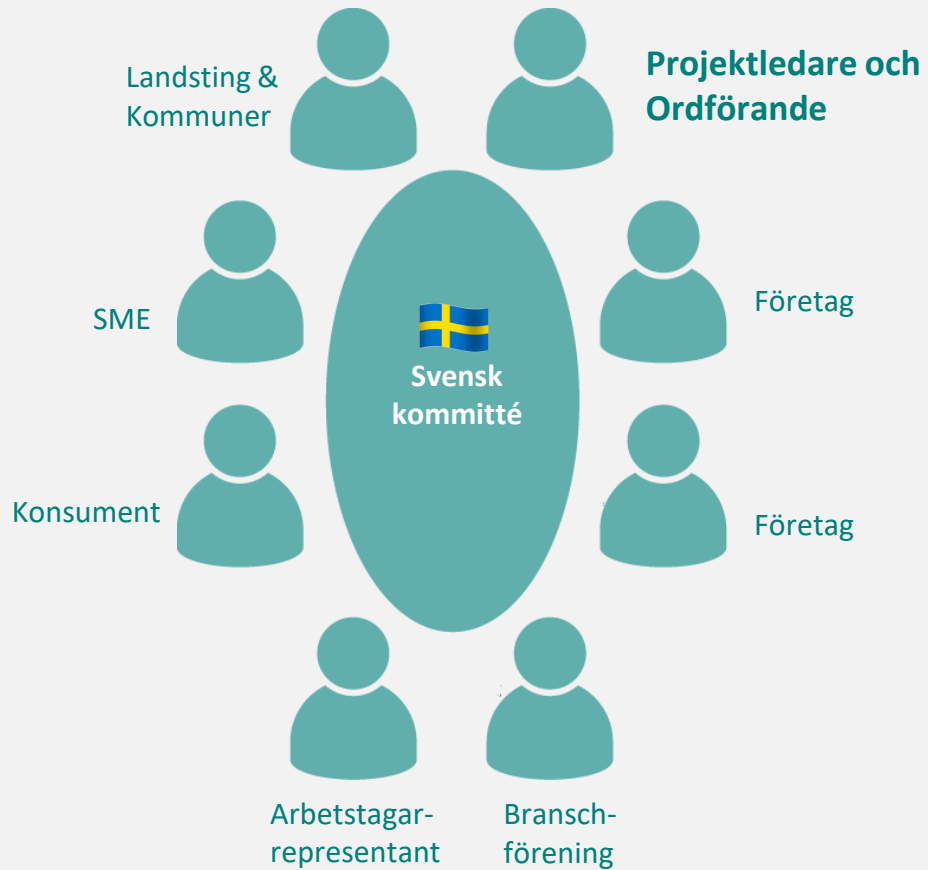 Landsting &
Kommuner
Projektledare och
Ordförande
SME
Företag
Svensk
kommitté
Konsument
Företag
Arbetstagar-
representant
Bransch-
förening